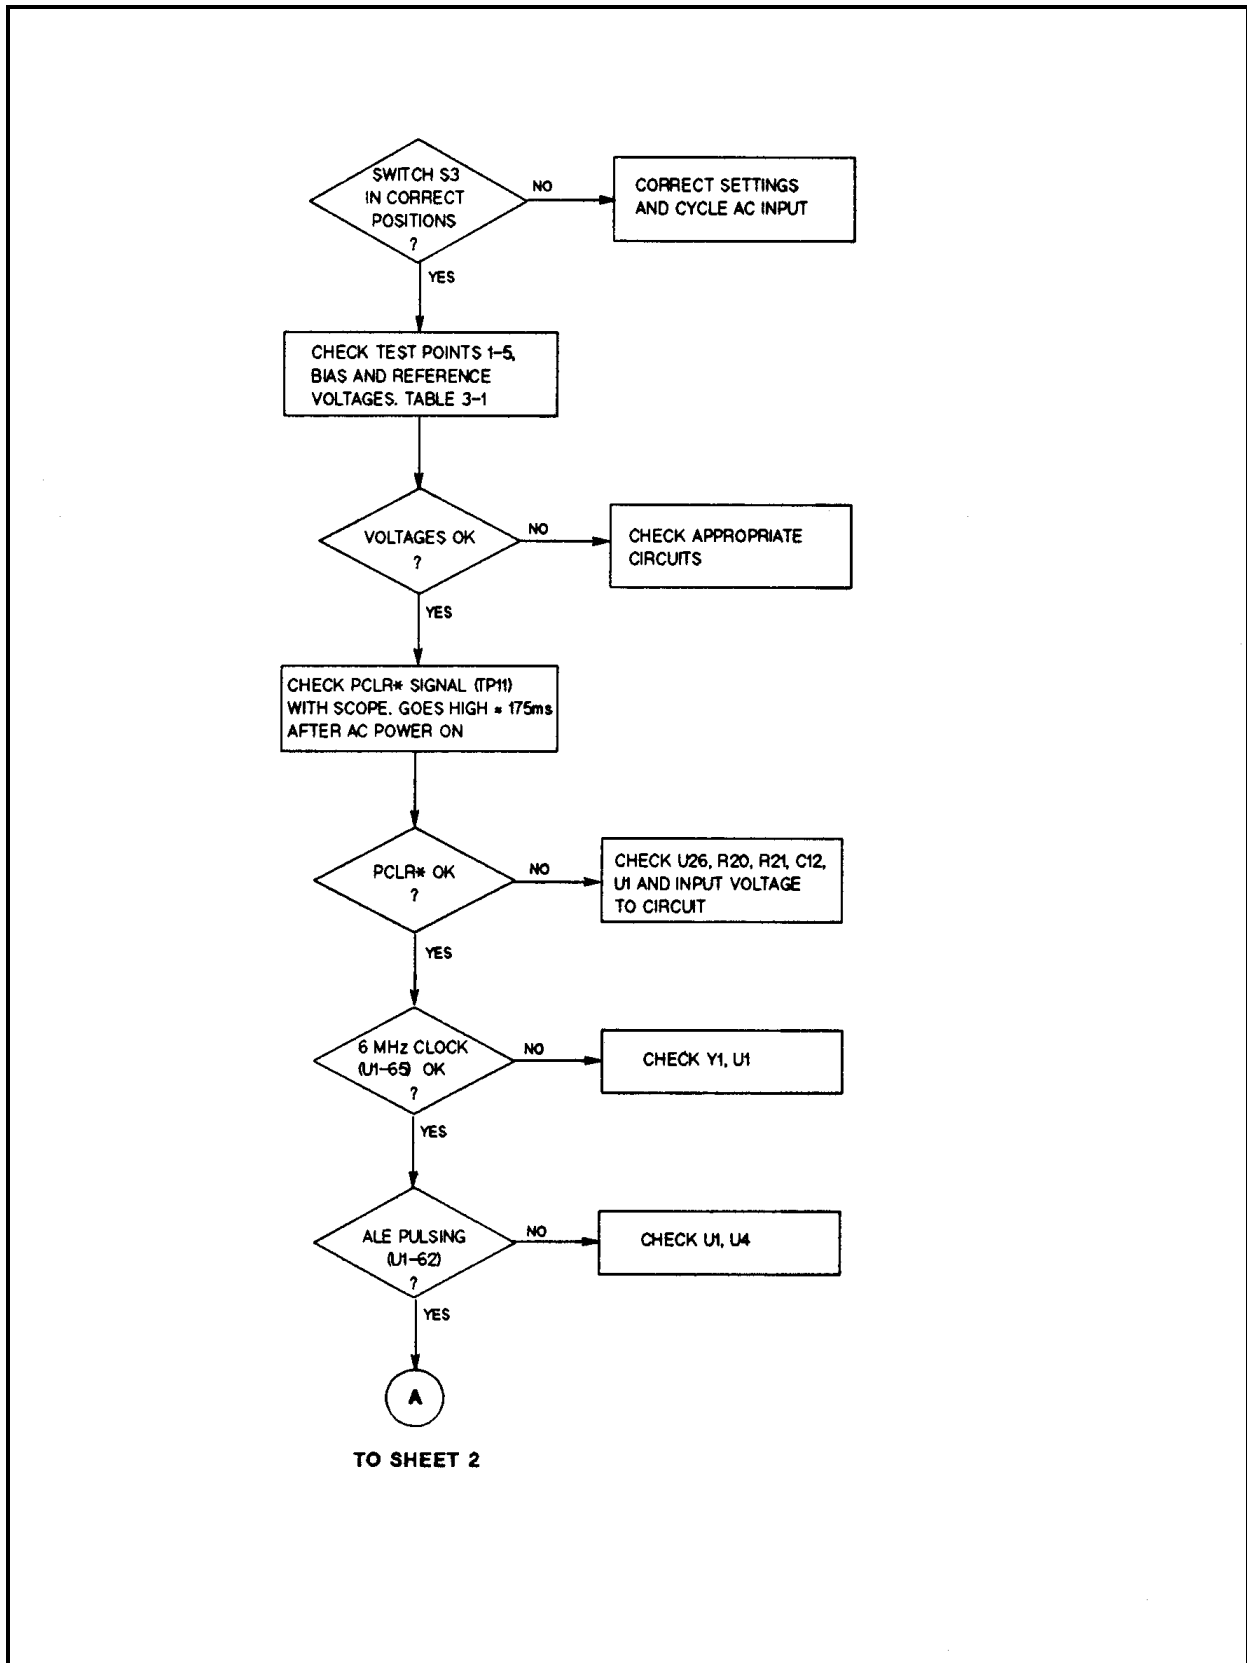 SWITCH S3
IN CORRECT
POSITIONS
?
NO
CORRECT SETTINGS
AND CYCLE AC INPUT
YES
CHECK TEST POINTS 1-5,
BIAS AND REFERENCE
VOLTAGES. TABLE 3-1
VOLTAGES OK
?
NO
CHECK APPROPRIATE
CIRCUITS
YES
CHECK PCLR* SIGNAL (TP11)
WITH SCOPE. GOES HIGH ≈ 175ms
AFTER AC POWER ON
PCLR* OK
?
NO
CHECK U26, R20, R21, C12,
U1 AND INPUT VOLTAGE
TO CIRCUIT
YES
6 MHz CLOCK
(U1-65) OK
?
NO
CHECK Y1, U1
YES
ALE PULSING
(U1-62)
?
NO
CHECK U1, U4
YES
A
TO SHEET 2